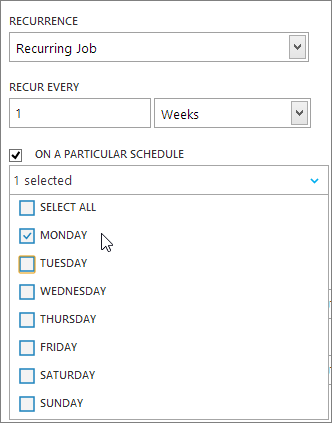 RECURRENCE
Recurring Job
RECUR EVERY
1 Weeks
ON A PARTICULAR SCHEDULE
1 selected
SELECT ALL
MONDAY
TUESDAY
WEDNESDAY
THURSDAY
FRIDAY
SATURDAY
SUNDAY